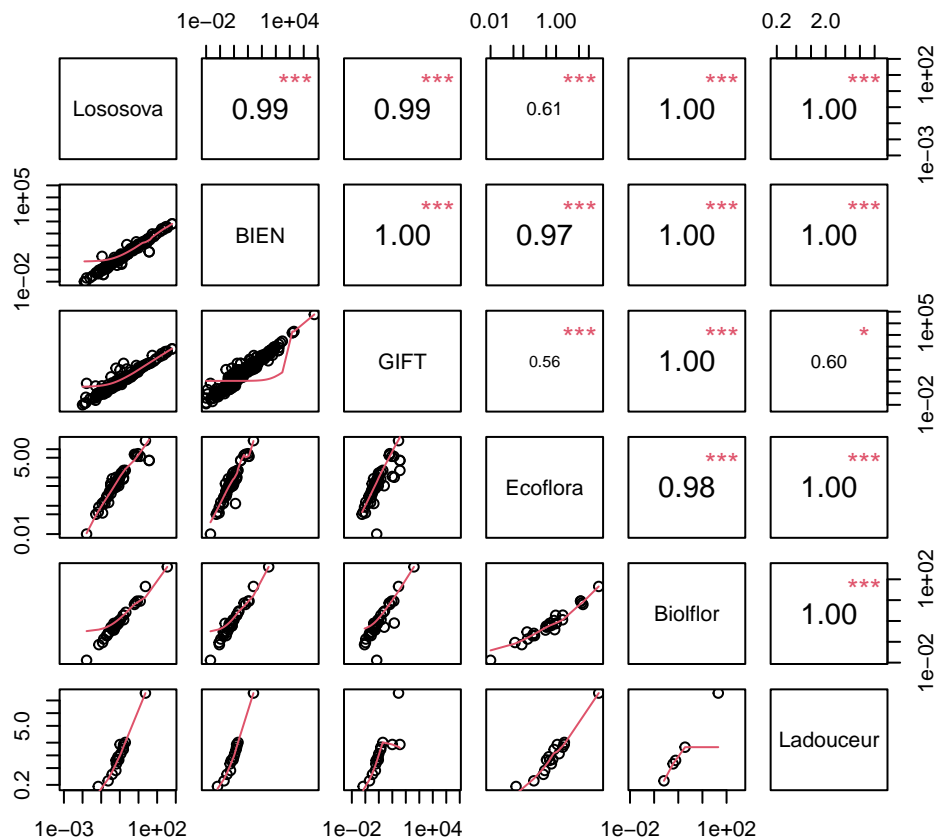 1e−02 1e+04 0.01 1.00 0.2 2.0
Lososova 0.99 *** 0.99 *** 0.61 *** 1.00 *** 1.00 *** 1e−03 1e+02
1e−02 1e+05 BIEN 1.00 *** 0.97 *** 1.00 *** 1.00 ***
GIFT 0.56 *** 1.00 *** 0.60 * 1e−02 1e+05
0.01 5.00 Ecoflora 0.98 *** 1.00 ***
Biolflor 1.00 *** 1e−02 1e+02
0.2 5.0 Ladouceur
1e−03 1e+02 1e−02 1e+04 1e−02 1e+02